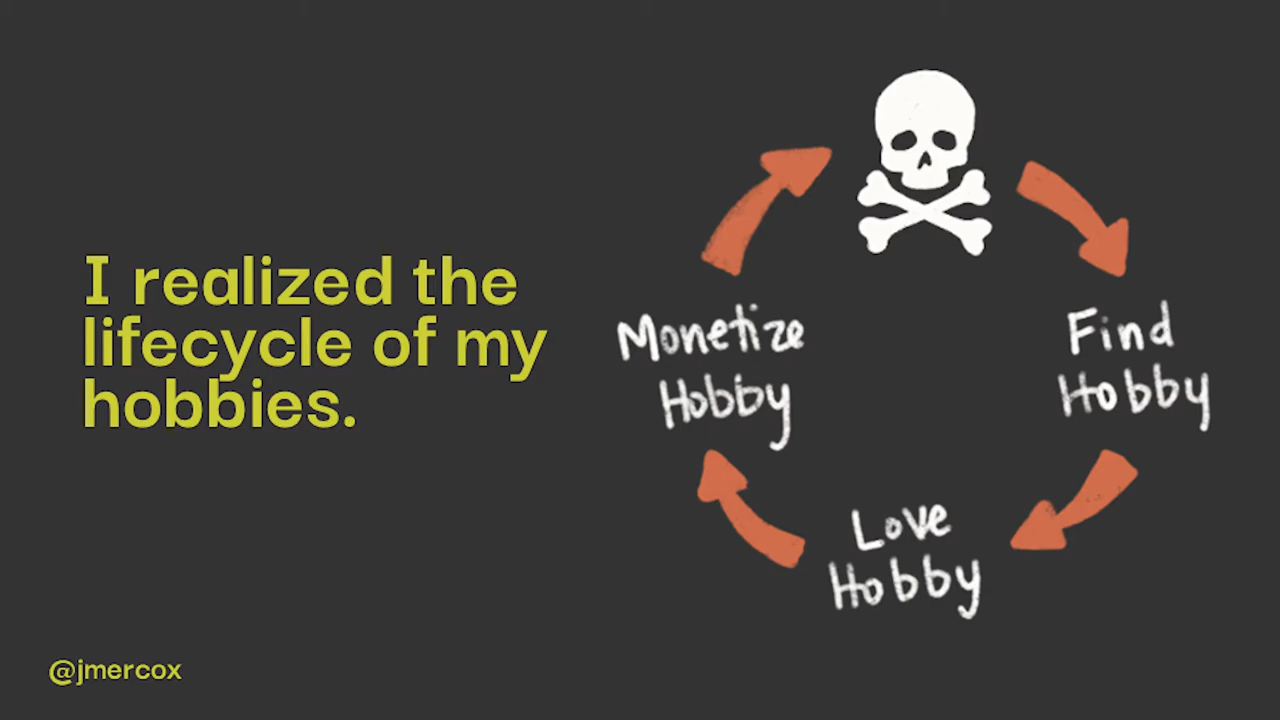 I realized the
lifecycle of my
hobbies.
Find
Hobby
Love
Hobby
Monetize
Hobby
@jmercox